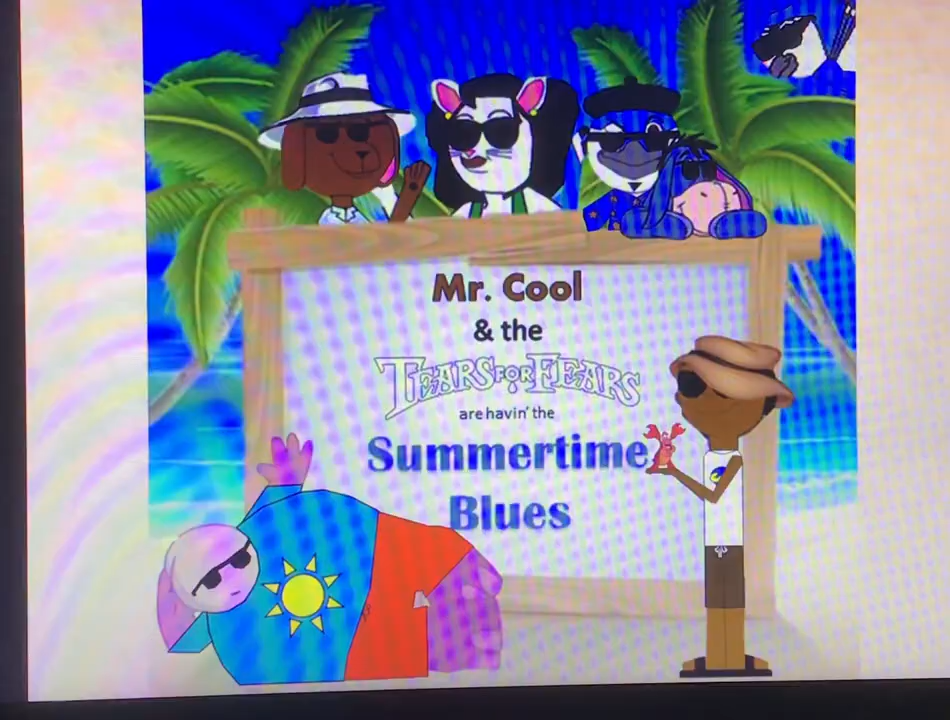 Mr. Cool
& the
TEARS FOR FEARS
are havin' the
Summertime
Blues